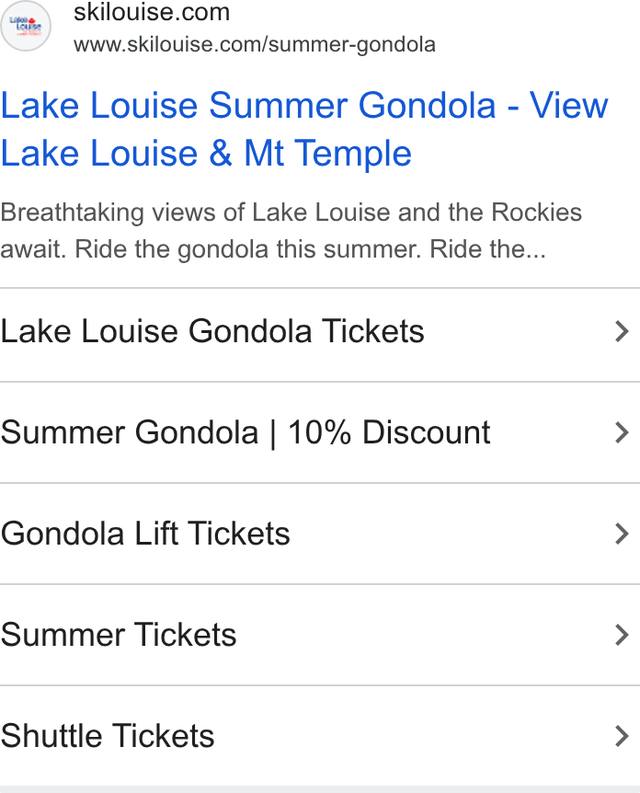 Lake Louise
skilouise.com
www.skilouise.com/summer-gondola
Lake Louise Summer Gondola - View
Lake Louise & Mt Temple
Breathtaking views of Lake Louise and the Rockies
await. Ride the gondola this summer. Ride the...
Lake Louise Gondola Tickets
Summer Gondola | 10% Discount
Gondola Lift Tickets
Summer Tickets
Shuttle Tickets